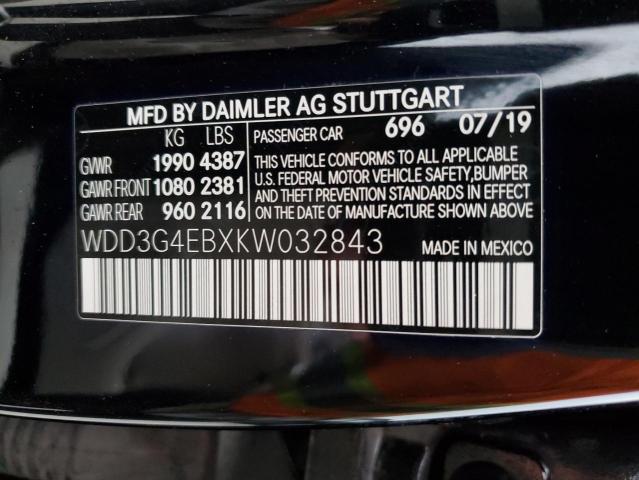 MFD BY DAIMLER AG STUTTGART
KG LBS
PASSENGER CAR 696 07/19
GVWR 1990 4387
GAWR FRONT 1080 2381
GAWR REAR 960 2116
THIS VEHICLE CONFORMS TO ALL APPLICABLE
U.S. FEDERAL MOTOR VEHICLE SAFETY,BUMPER
AND THEFT PREVENTION STANDARDS IN EFFECT
ON THE DATE OF MANUFACTURE SHOWN ABOVE
WDD3G4EBXKW032843
MADE IN MEXICO